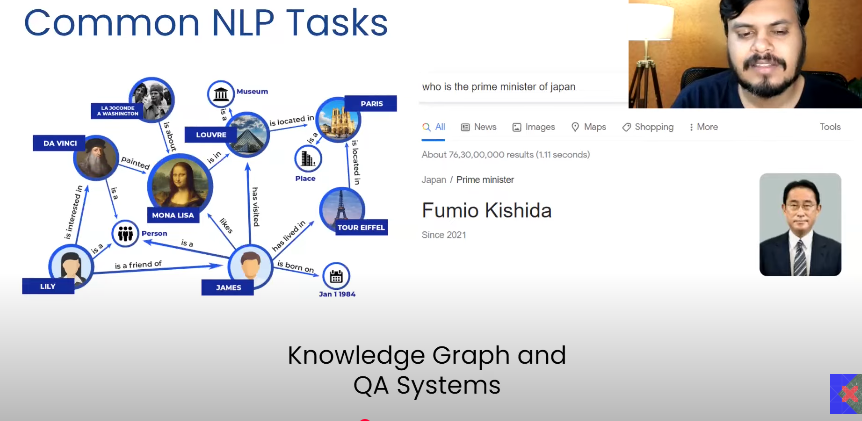 Common NLP Tasks
LA JOCONDE
A WASHINGTON
Museum
PARIS
is a
is about
is located in
LOUVRE
DA VINCI
is a
painted
is in
Place
is located in
is interested in
is a
MONA LISA
has visited
likes
TOUR EIFFEL
Person
is a
is a
has lived in
is a friend of
is born on
LILY
JAMES
Jan 1 1984
who is the prime minister of japan
All
News
Images
Maps
Shopping
More
Tools
About 76,30,00,000 results (1.11 seconds)
Japan / Prime minister
Fumio Kishida
Since 2021
Knowledge Graph and
QA Systems